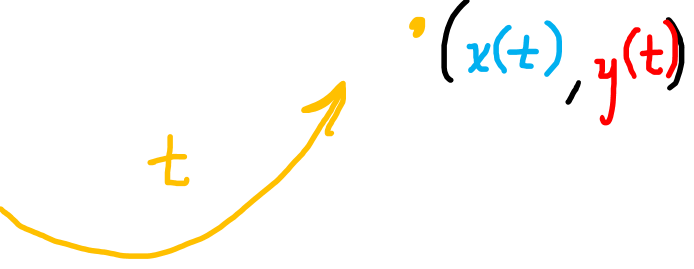 (x(t), y(t))
t